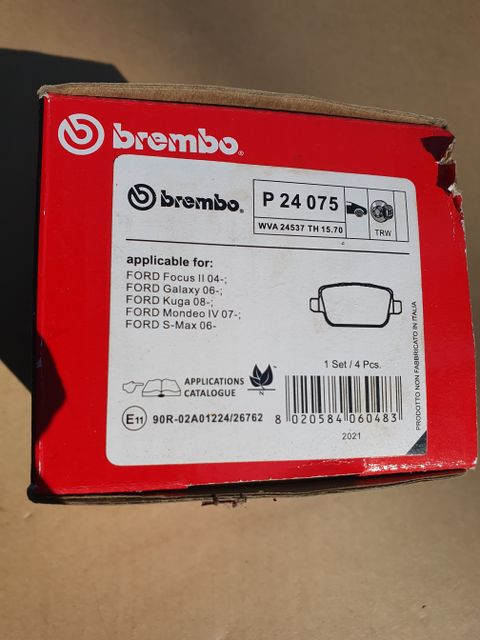 brembo®
brembo®
P 24 075
WVA 24537 TH 15.70
TRW
applicable for:
FORD Focus II 04-;
FORD Galaxy 06-;
FORD Kuga 08-;
FORD Mondeo IV 07-;
FORD S-Max 06-
1 Set / 4 Pcs.
APPLICATIONS
CATALOGUE
N
E11 90R-02A01224/26762
8 020584 060483
2021
PRODOTTO NON FABBRICATO IN ITALIA